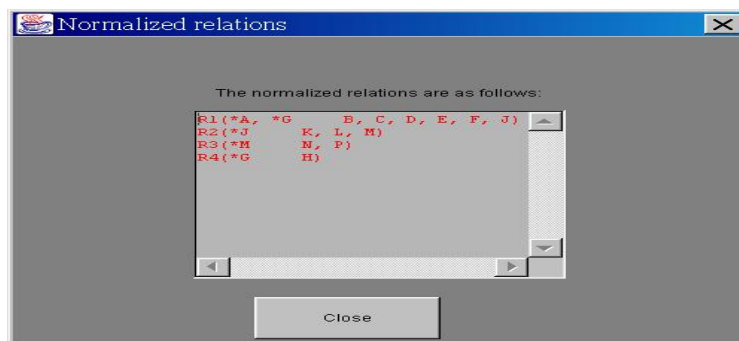 Normalized relations
The normalized relations are as follows:
R1(*A, *G B, C, D, E, F, J)
R2(*J K, L, M)
R3(*M N, P)
R4(*G H)
Close